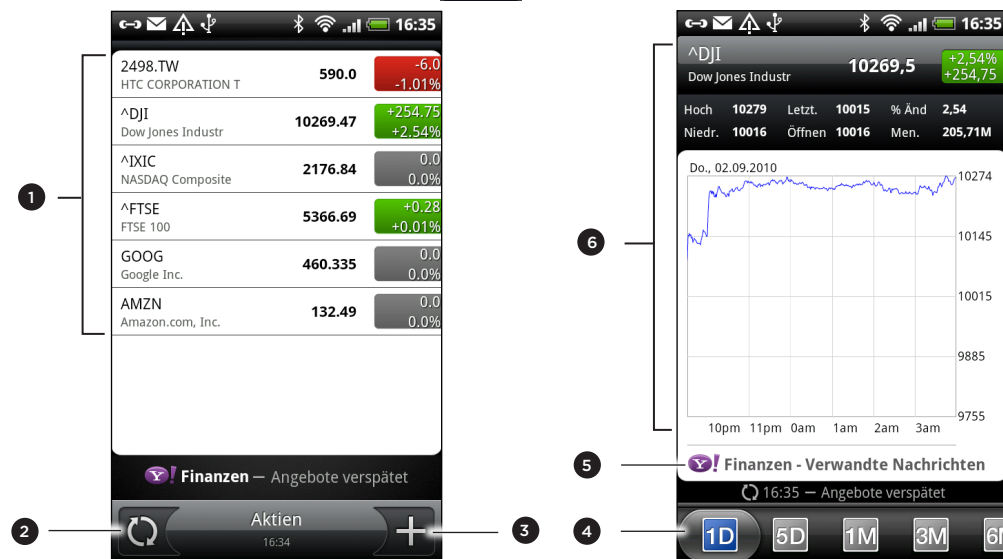 16:35
2498.TW 590.0 -6.0
HTC CORPORATION T -1.01%
^DJI 10269.47 +254.75
Dow Jones Industr +2.54%
^IXIC 2176.84 0.0
NASDAQ Composite 0.0%
^FTSE 5366.69 +0.28
FTSE 100 +0.01%
GOOG 460.335 0.0
Google Inc. 0.0%
AMZN 132.49 0.0
Amazon.com, Inc. 0.0%
Y! Finanzen — Angebote verspätet
Aktien
16:34
1
2
3
16:35
^DJI 10269,5 +2,54%
Dow Jones Industr +254,75
Hoch 10279 Letzt. 10015 % Änd 2,54
Niedr. 10016 Öffnen 10016 Men. 205,71M
Do., 02.09.2010
10274
10145
10015
9885
9755
10pm 11pm 0am 1am 2am 3am
Y! Finanzen - Verwandte Nachrichten
16:35 — Angebote verspätet
1D 5D 1M 3M
6
5
4